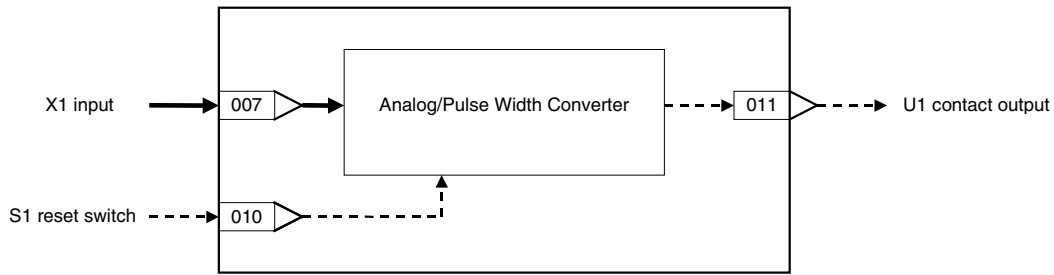 X1 input
007
Analog/Pulse Width Converter
011
U1 contact output
S1 reset switch
010